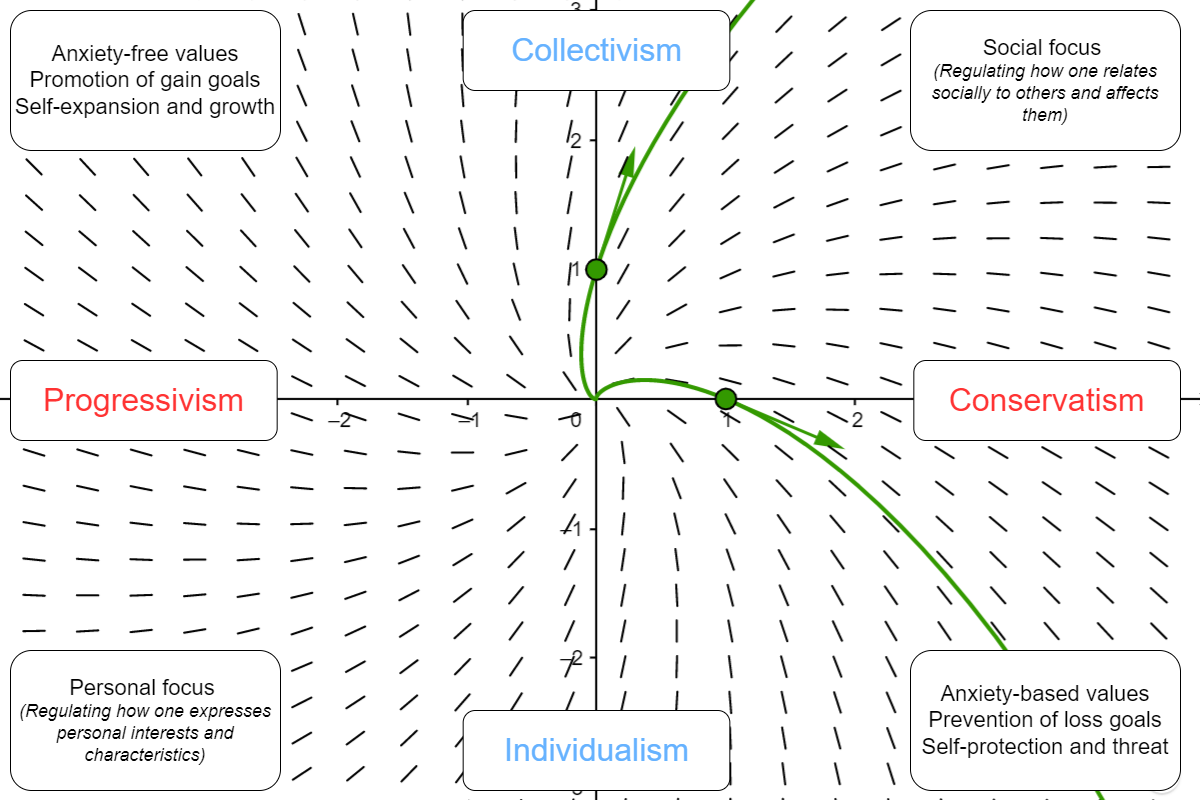 3
Anxiety-free values
Promotion of gain goals
Self-expansion and growth
Collectivism
Social focus
(Regulating how one relates
socially to others and affects
them)
2
1
Progressivism
–2
–1
0
1
2
Conservatism
–1
–2
Personal focus
(Regulating how one expresses
personal interests and
characteristics)
Individualism
Anxiety-based values
Prevention of loss goals
Self-protection and threat